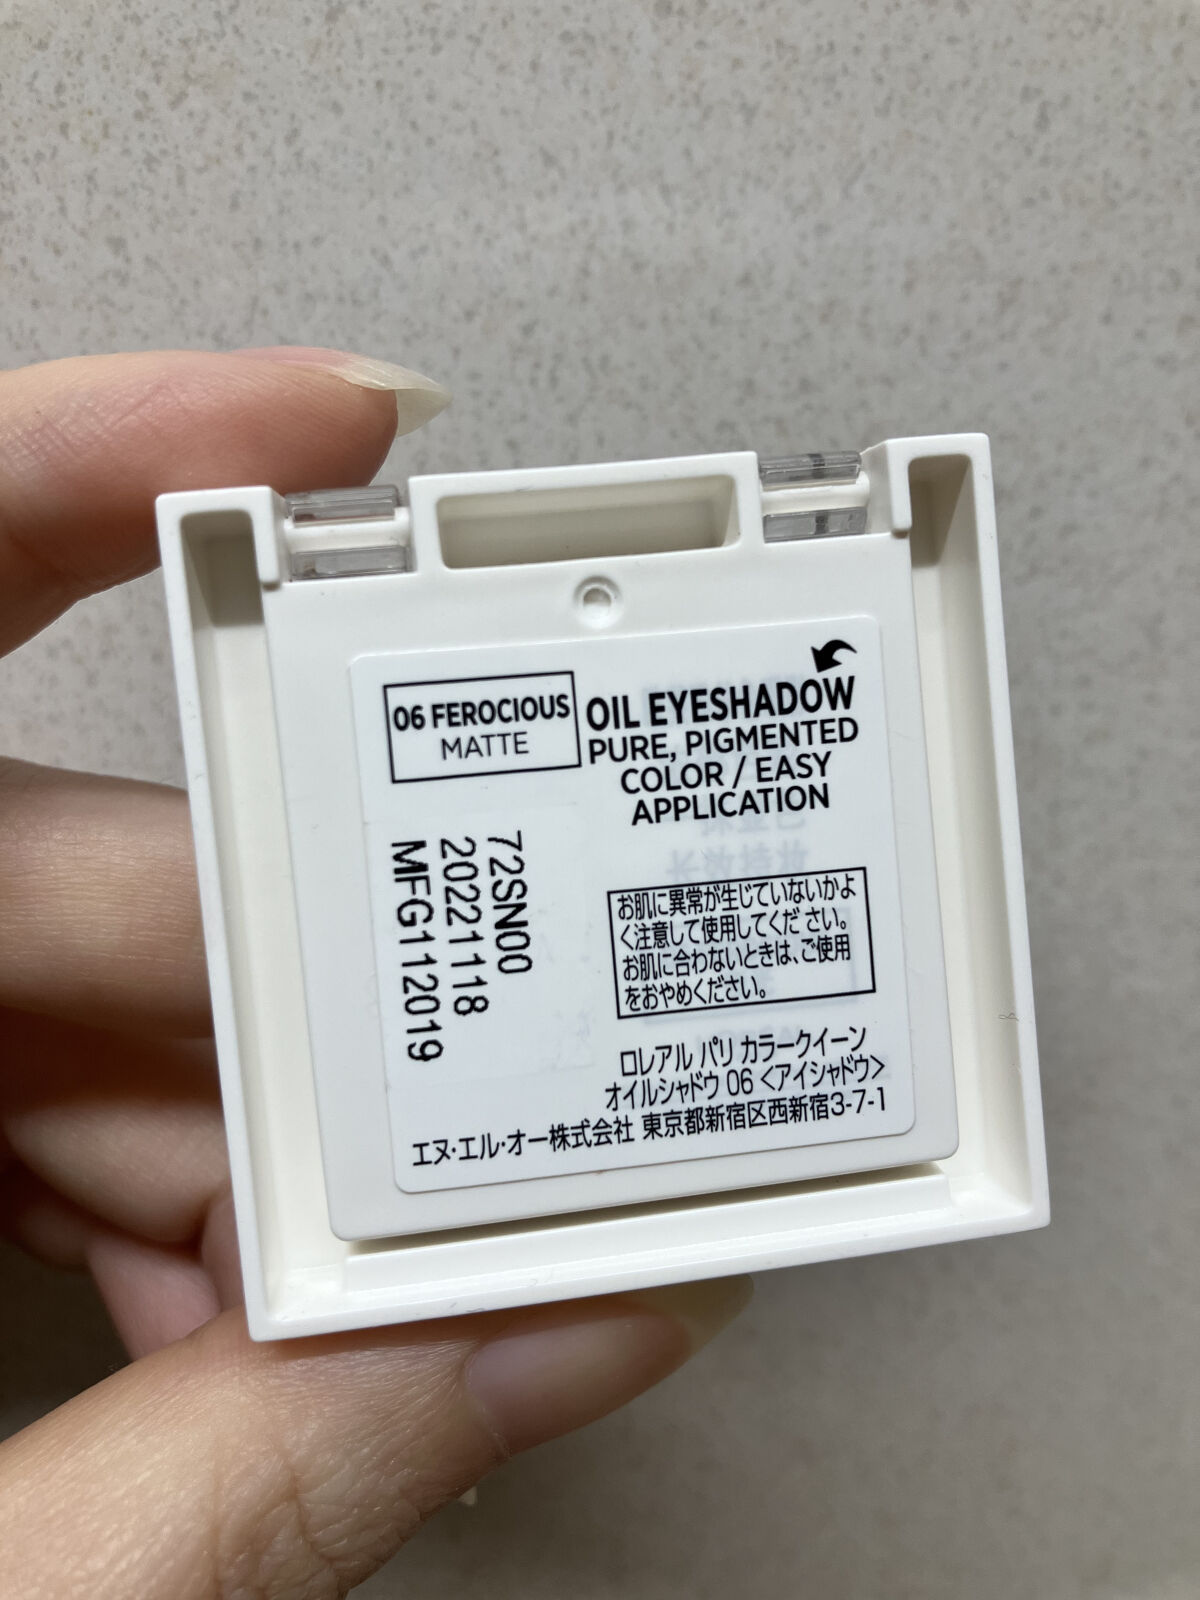 06 FEROCIOUS
MATTE
OIL EYESHADOW
PURE, PIGMENTED
COLOR / EASY
APPLICATION
72SN00
20221118
MFG112019
お肌に異常が生じていないかよ
く注意して使用してくだ さい。
お肌に合わないときは、ご使用
をおやめください。
ロレアル パリ カラークイーン
オイルシャドウ 06 <アイシャドウ>
エヌ・エル・オー株式会社 東京都新宿区西新宿3-7-1
长效持妆